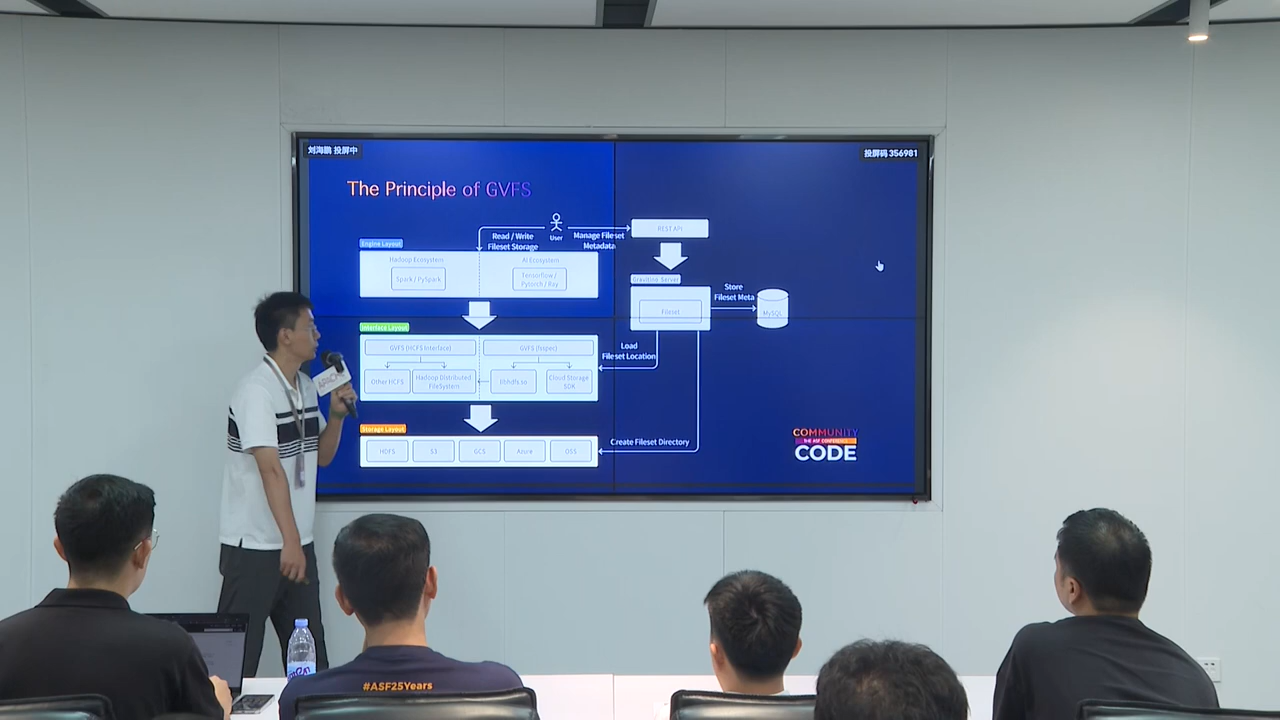 刘海鹏 投屏中
投屏码 356981
The Principle of GVFS
User
Read / Write
Fileset Storage
Manage Fileset
Metadata
REST API
Engine Layout
Hadoop Ecosystem
AI Ecosystem
Spark / PySpark
Tensorflow /
Pytorch / Ray
Gravitino Server
Fileset
Store
Fileset Meta
MySQL
Interface Layout
GVFS (HCFS Interface)
GVFS (fsspec)
Other HCFS
Hadoop Distributed
FileSystem
libhdfs.so
Cloud Storage
SDK
Load
Fileset Location
Storage Layout
HDFS
S3
GCS
Azure
OSS
Create Fileset Directory
COMMUNITY
THE ASF CONFERENCE
CODE
#ASF25Years